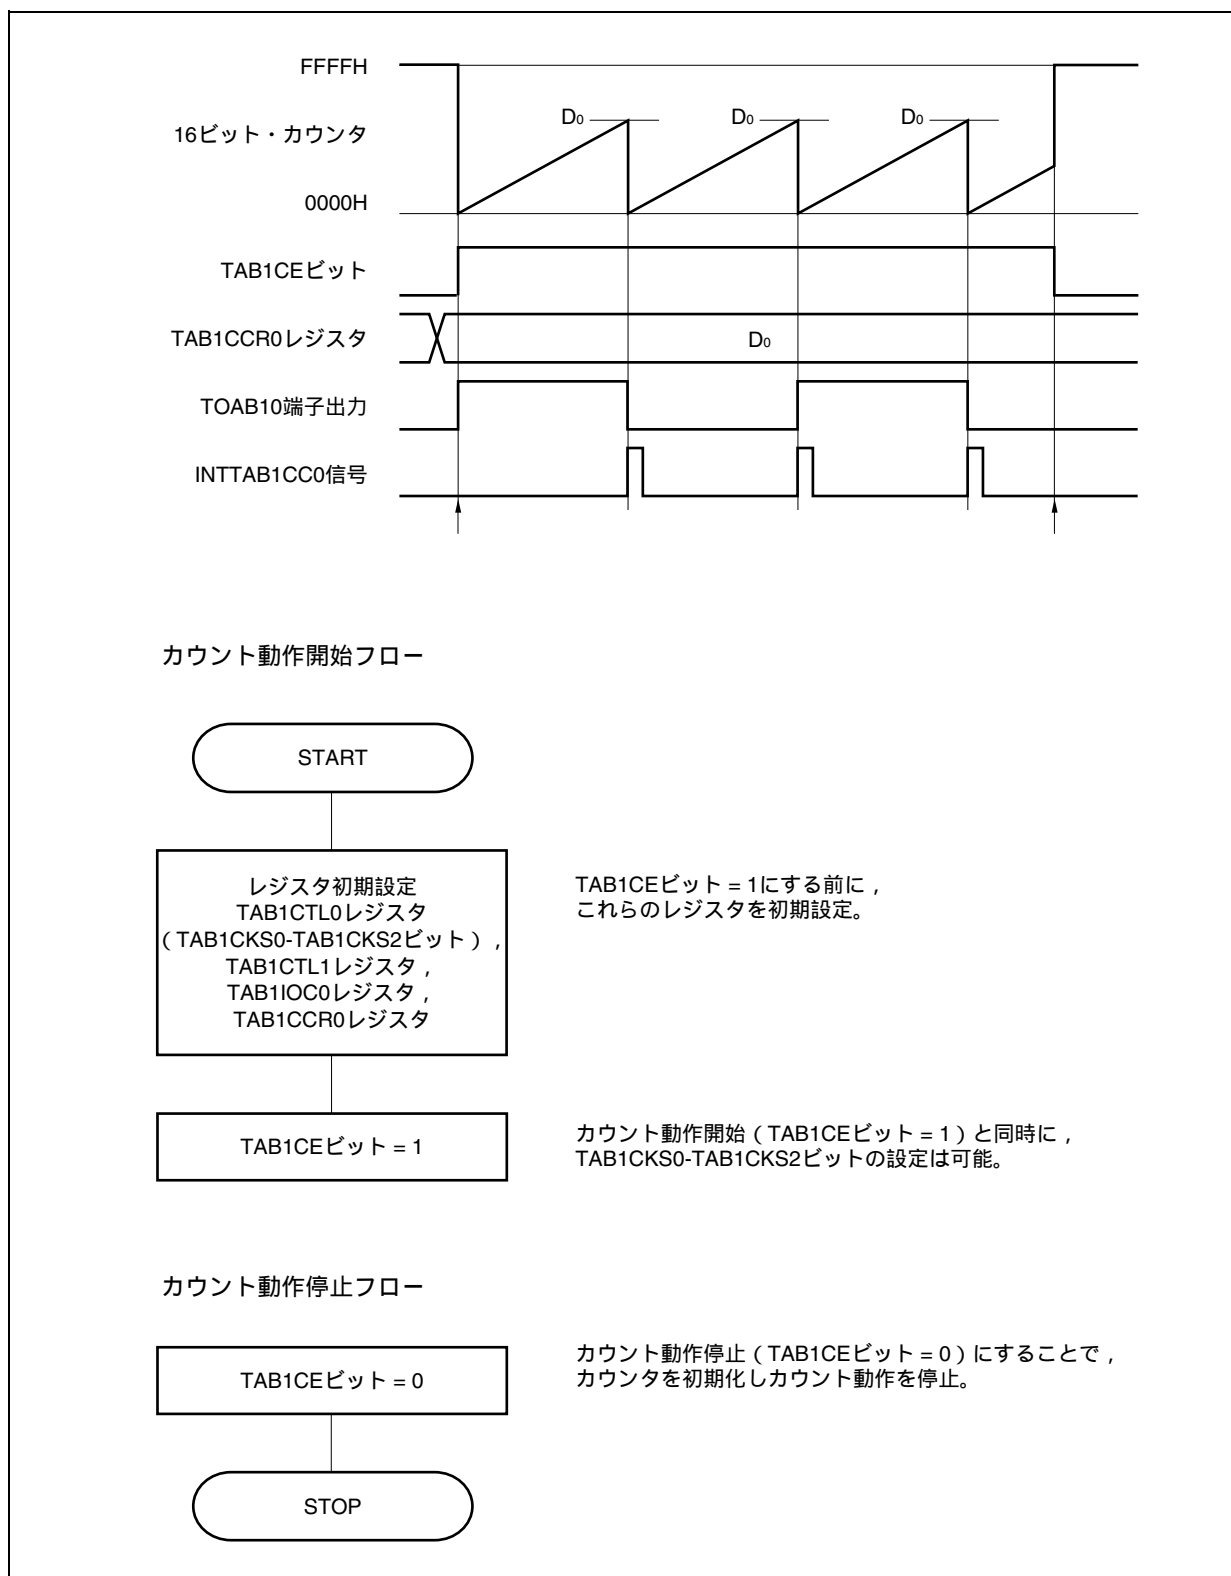 FFFFH
D0 D0 D0
16ビット・カウンタ
0000H
TAB1CEビット
TAB1CCR0レジスタ
D0
TOAB10端子出力
INTTAB1CC0信号
カウント動作開始フロー
START
レジスタ初期設定
TAB1CTL0レジスタ
（TAB1CKS0-TAB1CKS2ビット），
TAB1CTL1レジスタ，
TAB1IOC0レジスタ，
TAB1CCR0レジスタ
TAB1CEビット = 1にする前に，
これらのレジスタを初期設定。
TAB1CEビット = 1
カウント動作開始（TAB1CEビット = 1）と同時に，
TAB1CKS0-TAB1CKS2ビットの設定は可能。
カウント動作停止フロー
TAB1CEビット = 0
カウント動作停止（TAB1CEビット = 0）にすることで，
カウンタを初期化しカウント動作を停止。
STOP